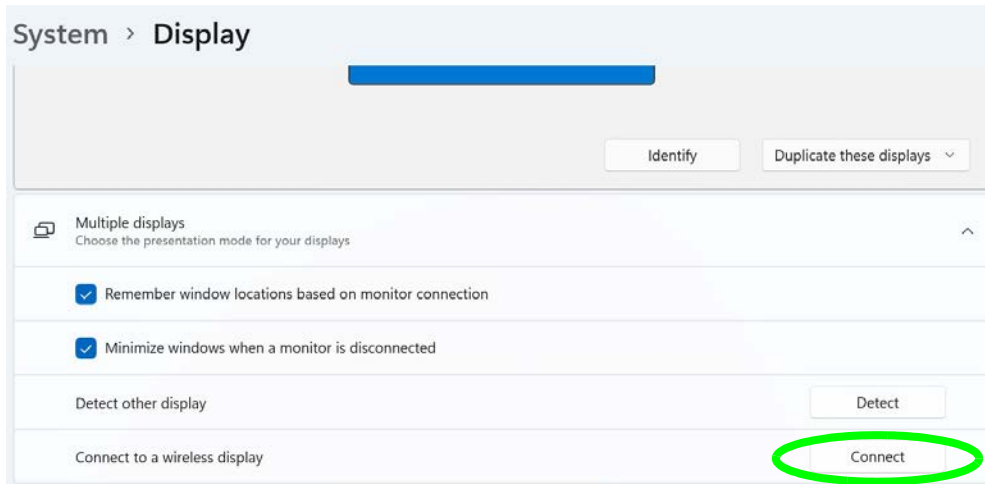 System > Display
Identify
Duplicate these displays
Multiple displays
Choose the presentation mode for your displays
Remember window locations based on monitor connection
Minimize windows when a monitor is disconnected
Detect other display
Detect
Connect to a wireless display
Connect